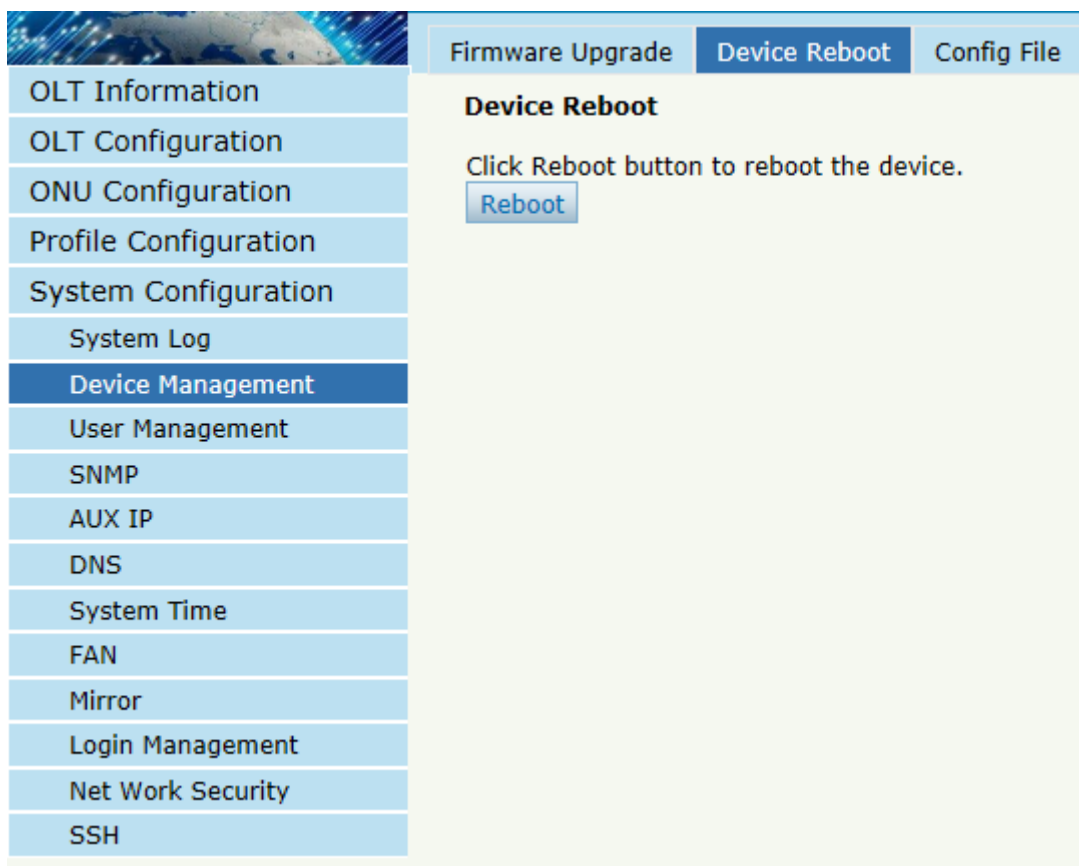 Firmware Upgrade
Device Reboot
Config File
OLT Information
OLT Configuration
ONU Configuration
Profile Configuration
System Configuration
System Log
Device Management
User Management
SNMP
AUX IP
DNS
System Time
FAN
Mirror
Login Management
Net Work Security
SSH
Device Reboot
Click Reboot button to reboot the device.
Reboot